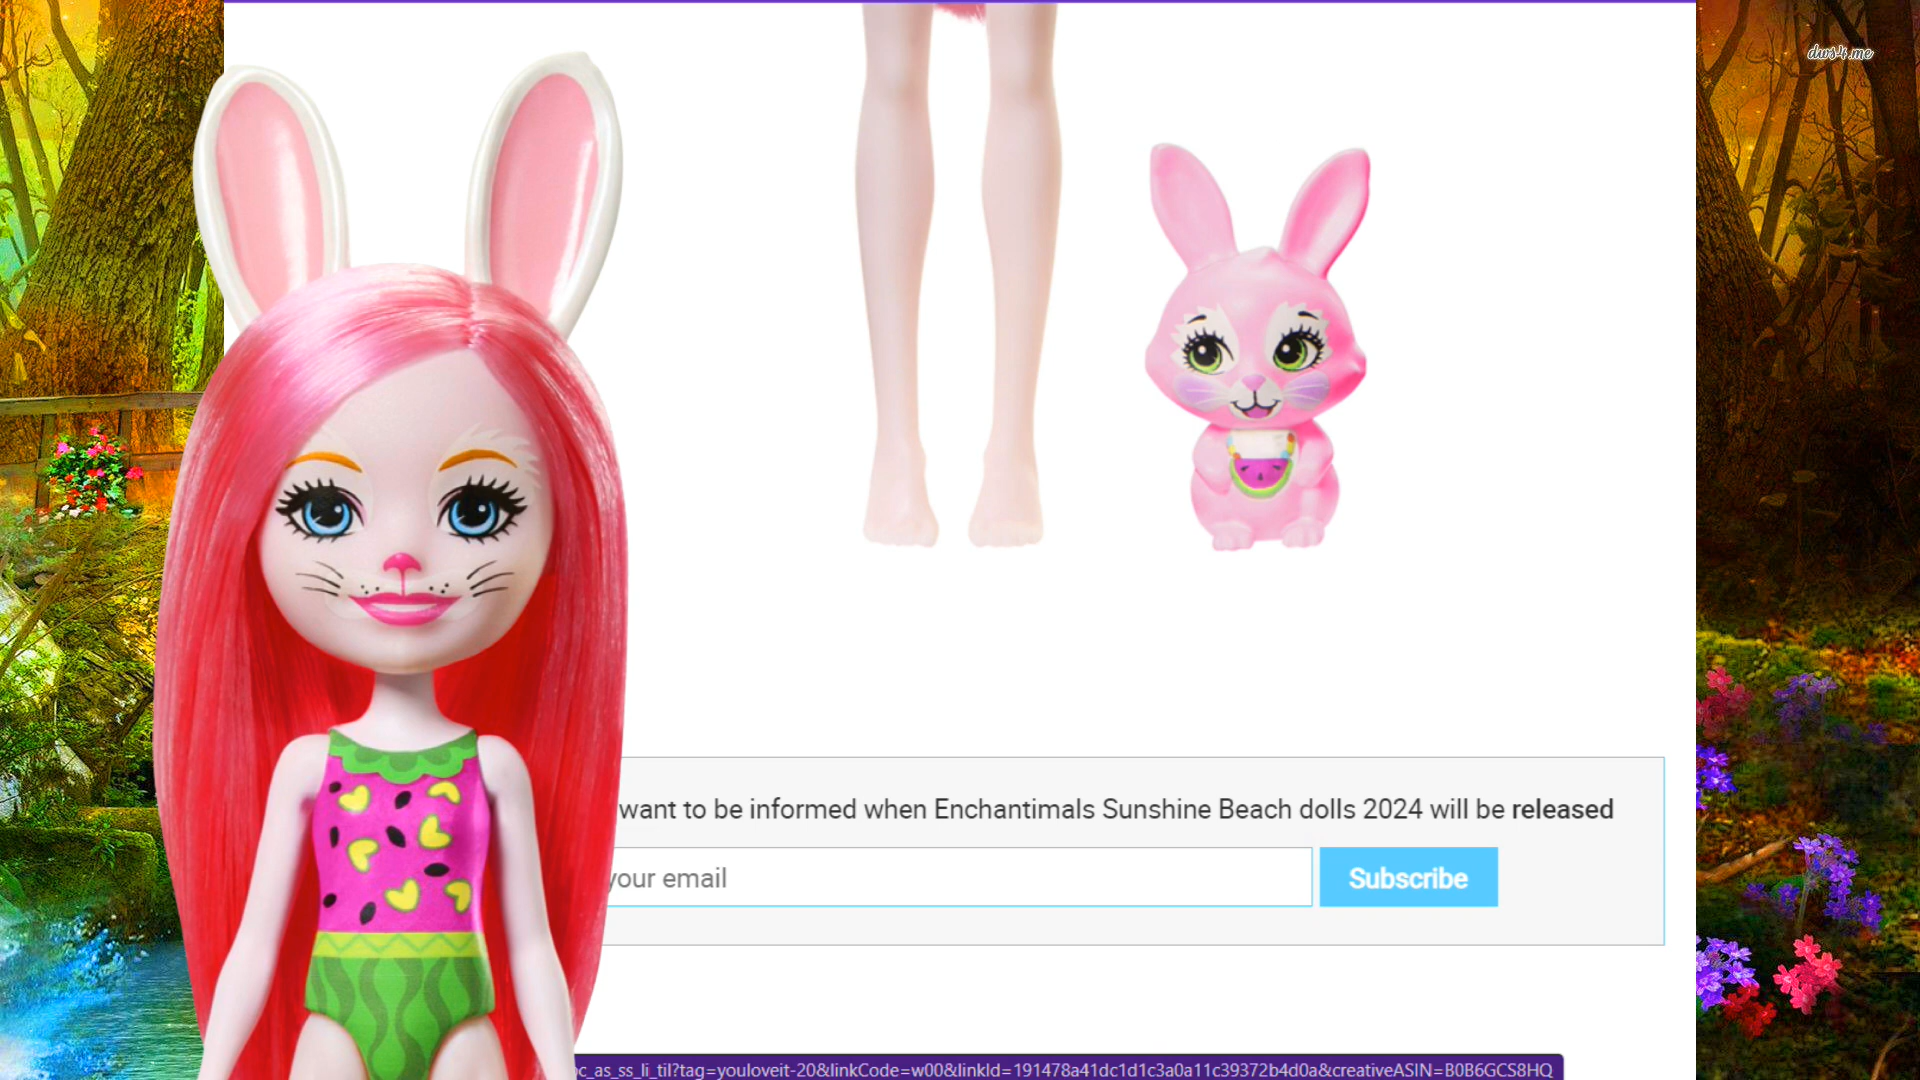 dws4.me
want to be informed when Enchantimals Sunshine Beach dolls 2024 will be released
your email
Subscribe
oc_as_ss_li_til?tag=youloveit-20&linkCode=w00&linkId=191478a41dc1d1c3a0a11c39372b4d0a&creativeASIN=B0B6GCS8HQ